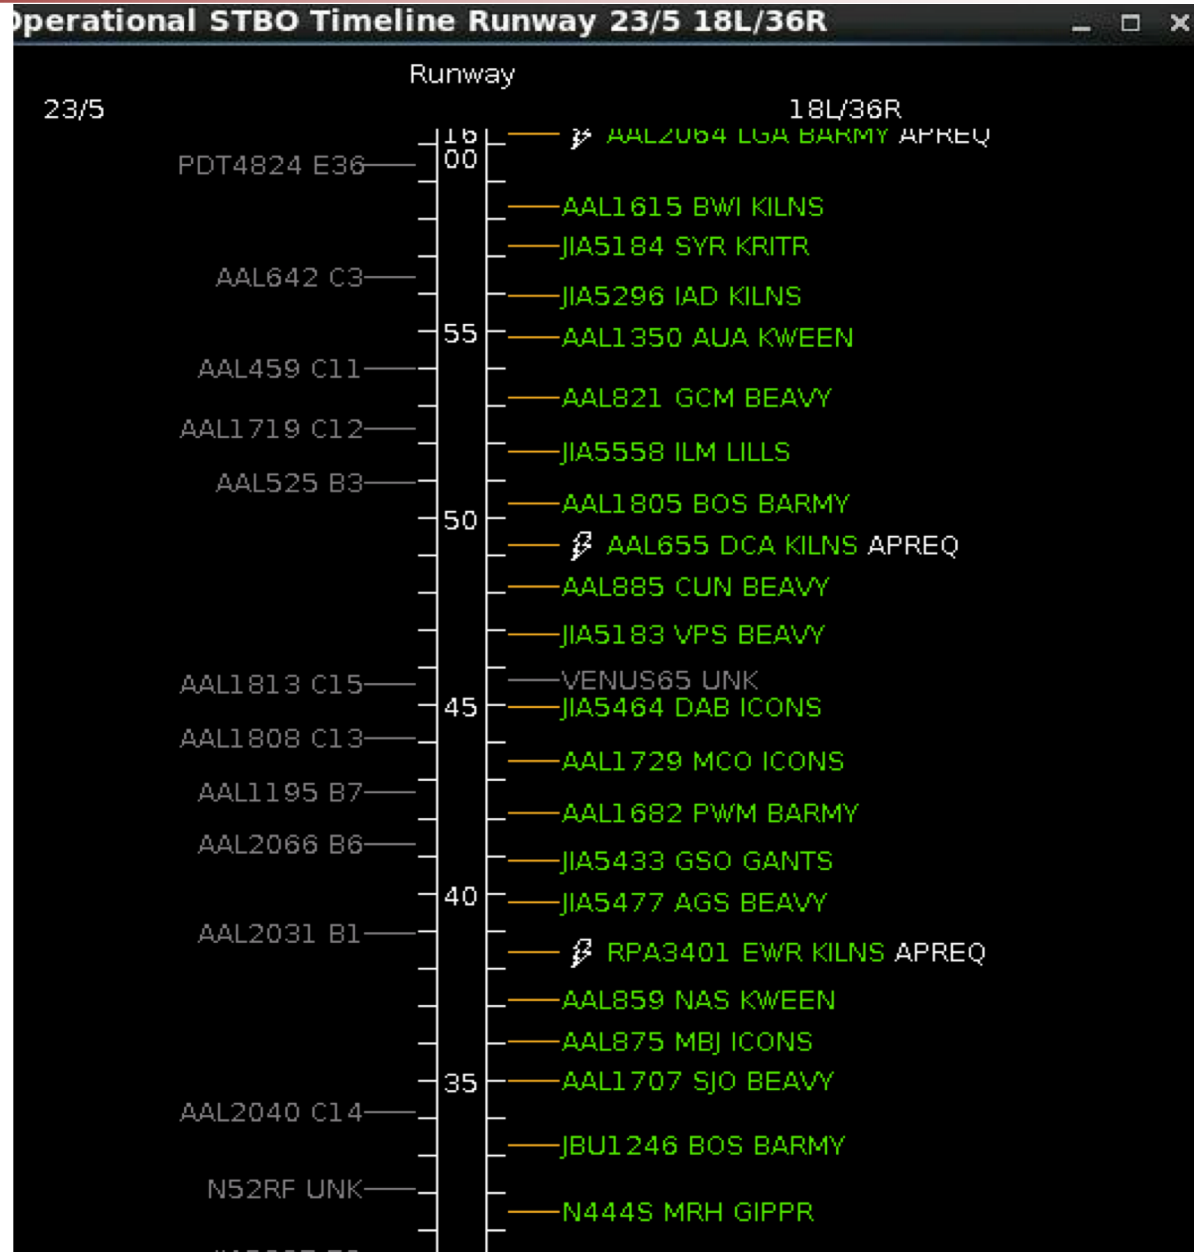 perational STBO Timeline Runway 23/5 18L/36R
Runway
23/5 18L/36R
16 AAL2064 LGA BARMY APREQ
00
PDT4824 E36
AAL1615 BWI KILNS
JIA5184 SYR KRITR
AAL642 C3
JIA5296 IAD KILNS
55 AAL1350 AUA KWEEN
AAL459 C11
AAL821 GCM BEAVY
AAL1719 C12
JIA5558 ILM LILLS
AAL525 B3
AAL1805 BOS BARMY
50
AAL655 DCA KILNS APREQ
AAL885 CUN BEAVY
JIA5183 VPS BEAVY
AAL1813 C15 VENUS65 UNK
45 JIA5464 DAB ICONS
AAL1808 C13
AAL1729 MCO ICONS
AAL1195 B7
AAL1682 PWM BARMY
AAL2066 B6
JIA5433 GSO GANTS
40 JIA5477 AGS BEAVY
AAL2031 B1
RPA3401 EWR KILNS APREQ
AAL859 NAS KWEEN
AAL875 MBJ ICONS
35 AAL1707 SJO BEAVY
AAL2040 C14
JBU1246 BOS BARMY
N52RF UNK
N444S MRH GIPPR